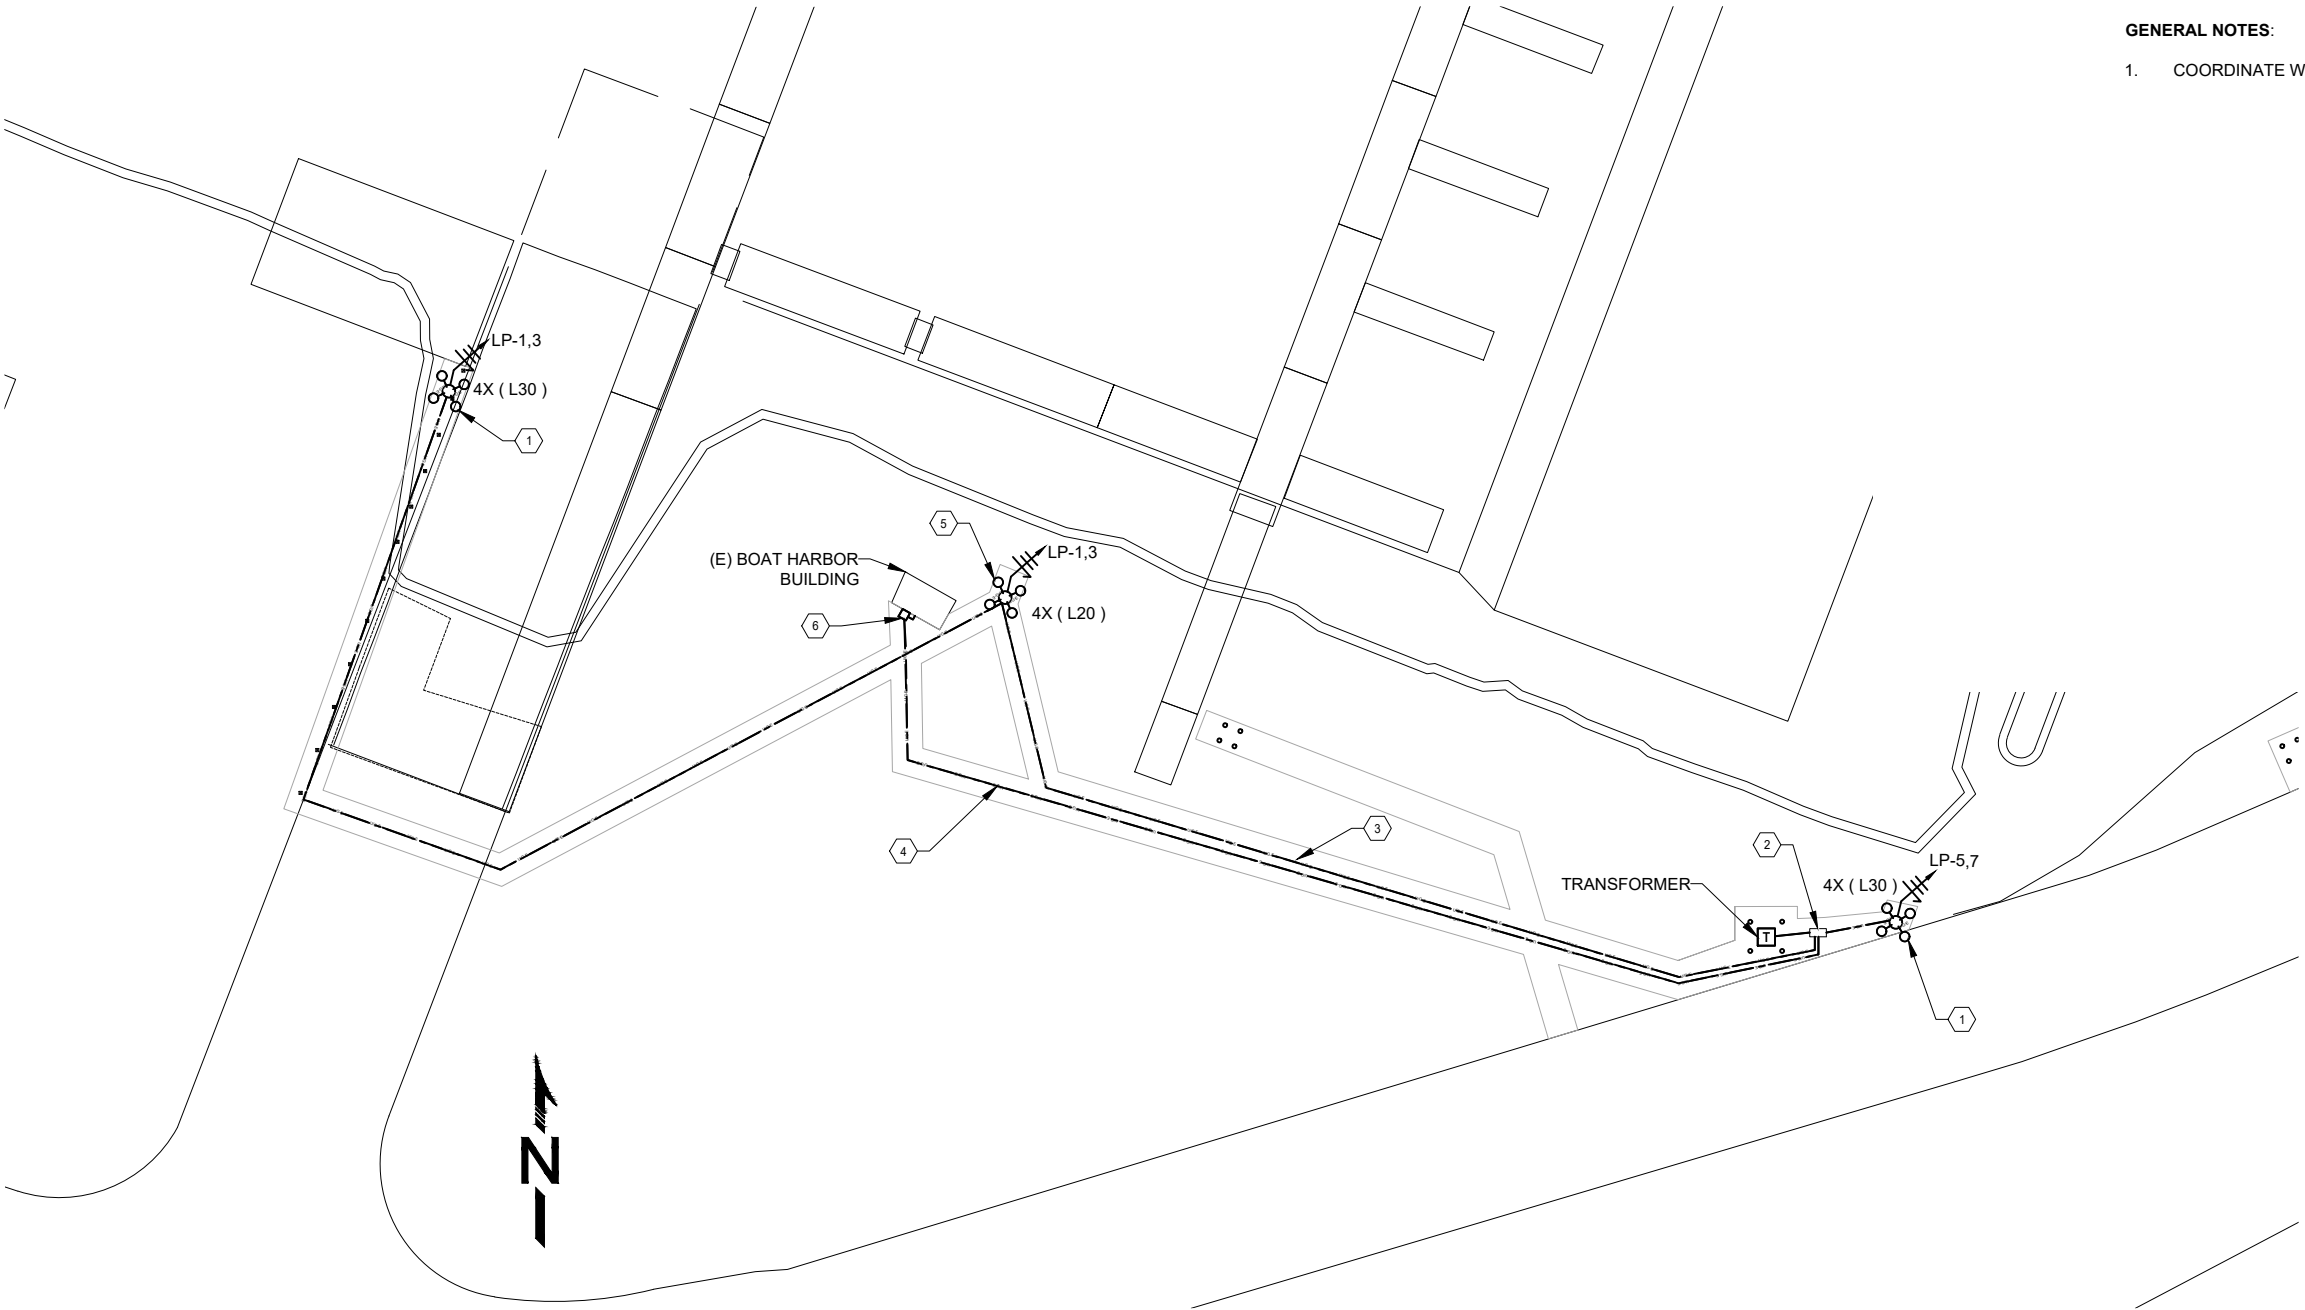 GENERAL NOTES:
1. COORDINATE W
LP-1,3
4X ( L30 )
1
5
(E) BOAT HARBOR
BUILDING
LP-1,3
4X ( L20 )
6
3
4
2
LP-5,7
4X ( L30 )
TRANSFORMER
T
1
N